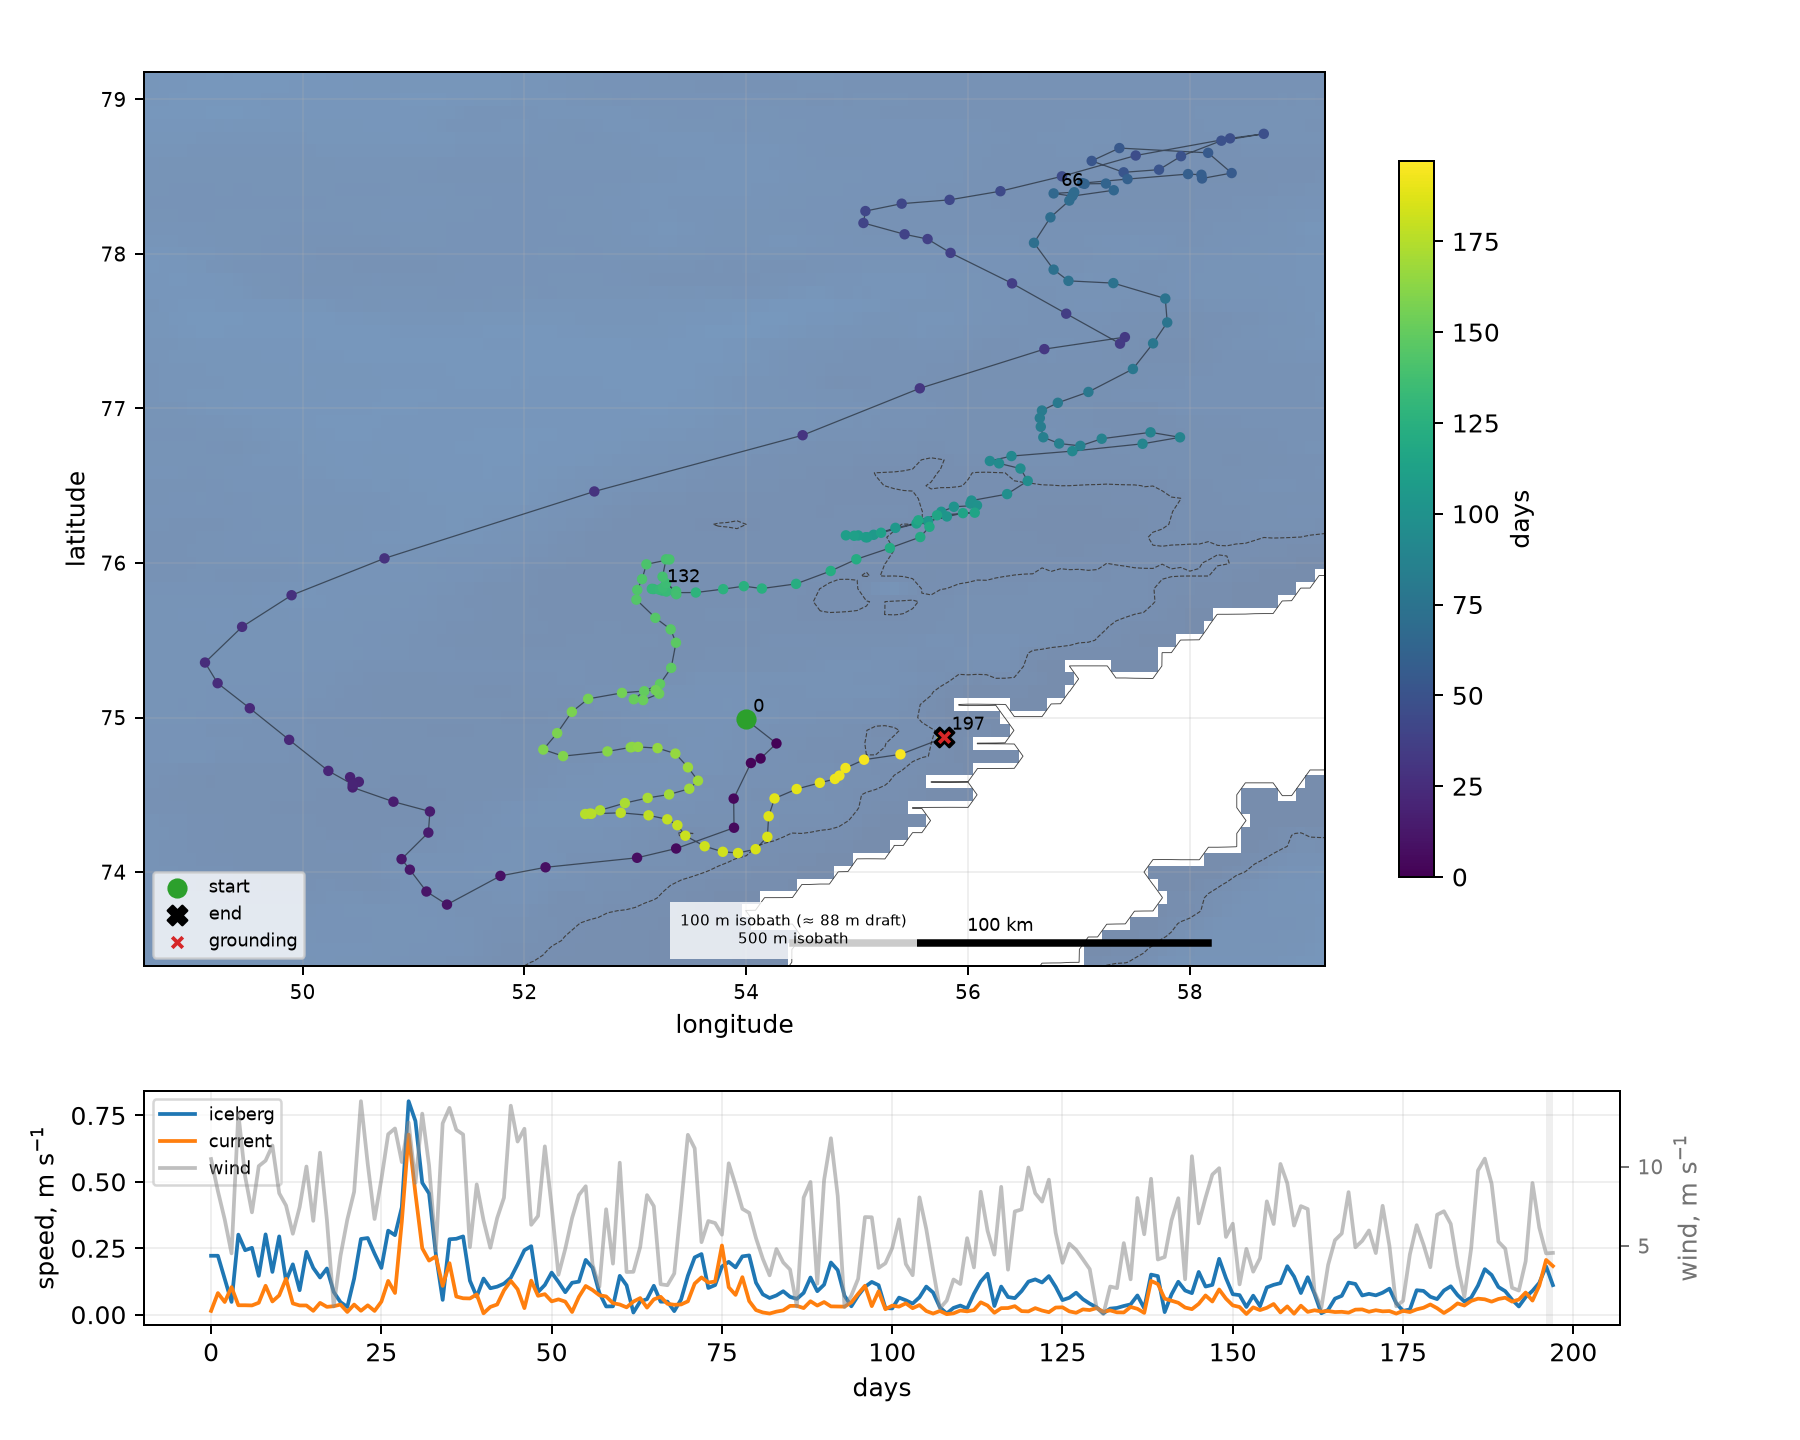 79
78
77
76
75
74
latitude
50
52
54
56
58
longitude
66
132
0
197
start
end
grounding
100 m isobath (≈ 88 m draft)
500 m isobath
100 km
175
150
125
100
75
50
25
0
days
0.75
0.50
0.25
0.00
speed, m s⁻¹
iceberg
current
wind
10
5
wind, m s⁻¹
0
25
50
75
100
125
150
175
200
days